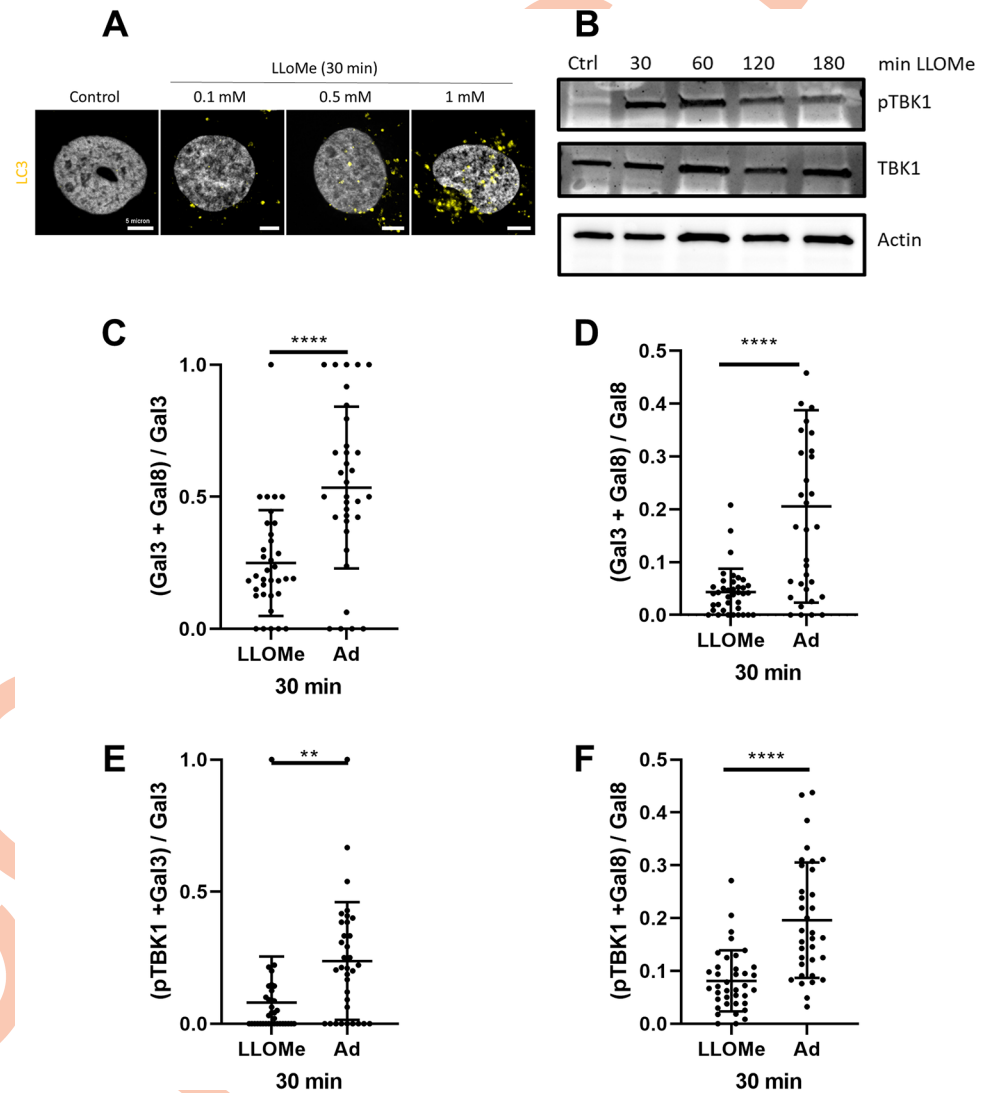 A
LLoMe (30 min)
Control 0.1 mM 0.5 mM 1 mM
LC3
5 micron
B
Ctrl 30 60 120 180 min LLOMe
pTBK1
TBK1
Actin
C
****
(Gal3 + Gal8) / Gal3
1.0
0.5
0.0
LLOMe Ad
30 min
D
****
(Gal3 + Gal8) / Gal8
0.5
0.4
0.3
0.2
0.1
0.0
LLOMe Ad
30 min
E
**
(pTBK1 +Gal3) / Gal3
1.0
0.5
0.0
LLOMe Ad
30 min
F
****
(pTBK1 +Gal8) / Gal8
0.5
0.4
0.3
0.2
0.1
0.0
LLOMe Ad
30 min